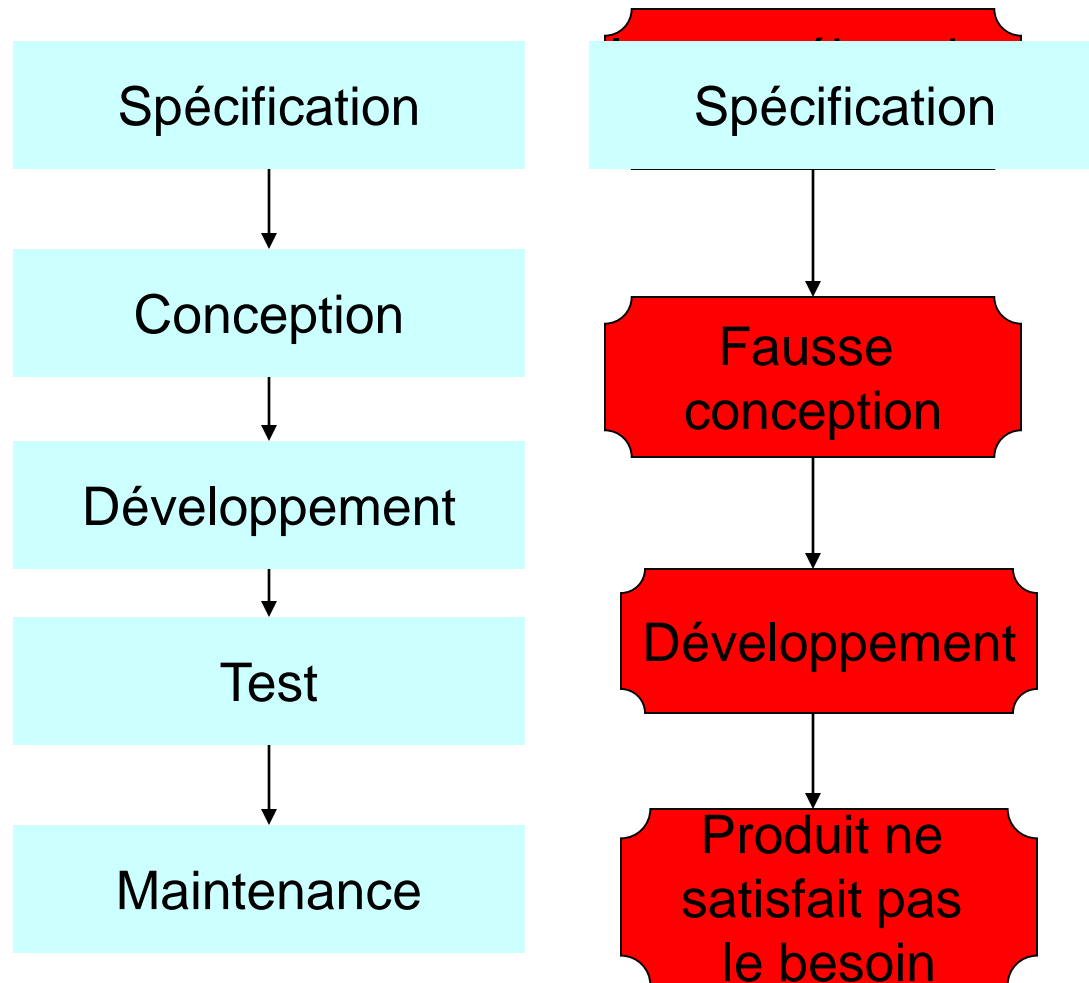 Spécification
Conception
Développement
Test
Maintenance
Spécification
Fausse
conception
Développement
Produit ne
satisfait pas
le besoin